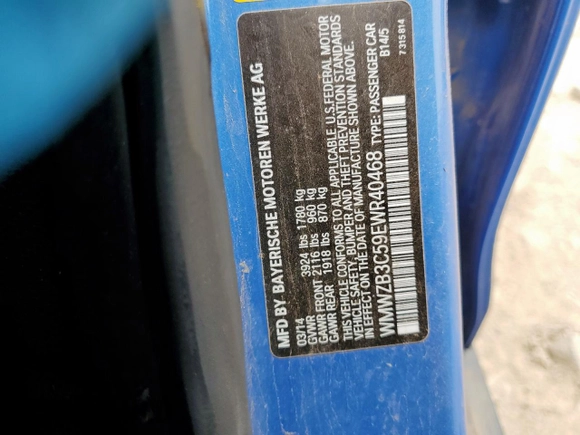 MFD BY BAYERISCHE MOTOREN WERKE AG
03/14
GVWR 3924 lbs 1780 kg
GAWR FRONT 2116 lbs 960 kg
GAWR REAR 1918 lbs 870 kg
THIS VEHICLE CONFORMS TO ALL APPLICABLE U.S.FEDERAL MOTOR
VEHICLE SAFETY, BUMPER AND THEFT PREVENTION STANDARDS
IN EFFECT ON THE DATE OF MANUFACTURE SHOWN ABOVE.
WMWZB3C59EWR40468 TYPE: PASSENGER CAR
B14/5
7315814